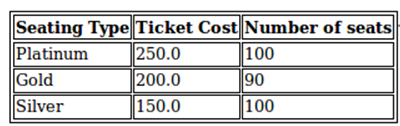 Seating Type Ticket Cost Number of seats
Platinum 250.0 100
Gold 200.0 90
Silver 150.0 100